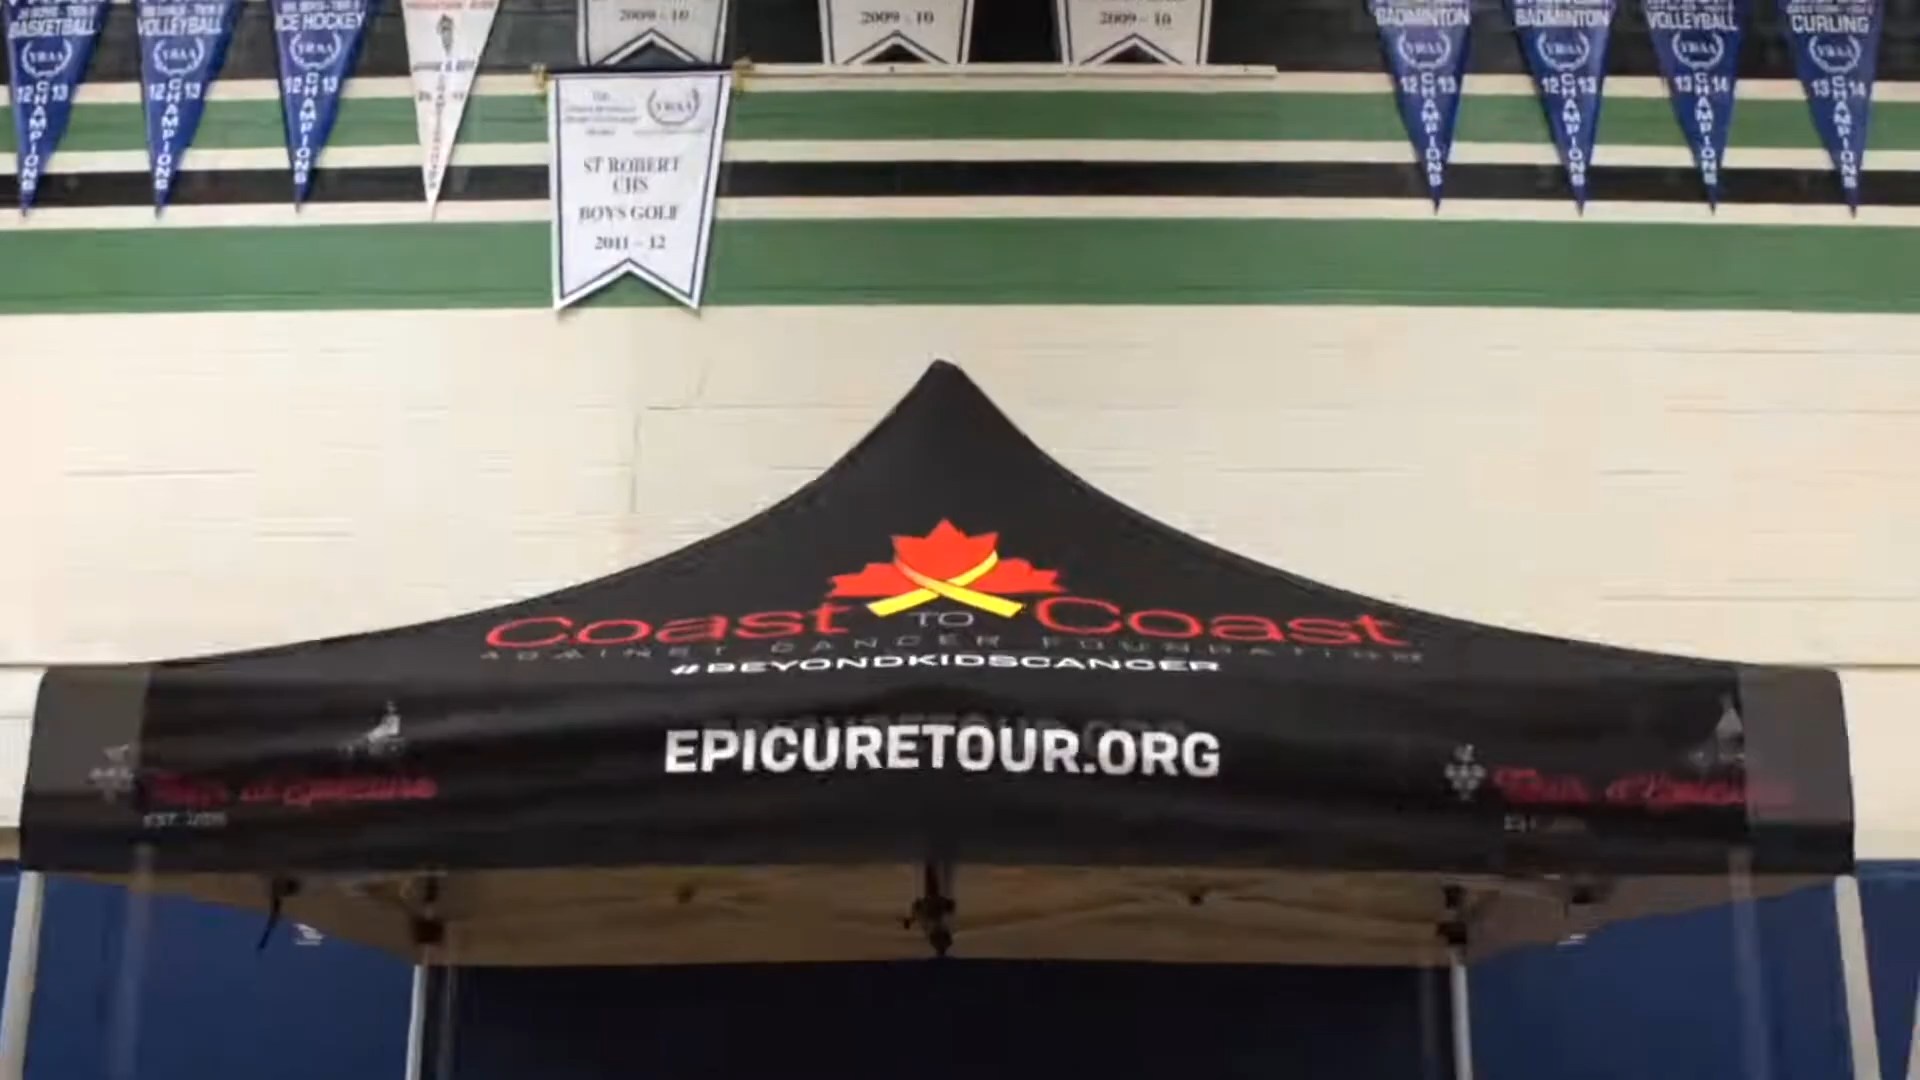 BASKETBALL
YRAA
12 13
CHAMPIONS
VOLLEYBALL
YRAA
12 13
CHAMPIONS
ICE HOCKEY
YRAA
12 13
CHAMPIONS
2009 - 10
2009 - 10
2009 - 10
BADMINTON
YRAA
12 13
CHAMPIONS
BADMINTON
YRAA
12 13
CHAMPIONS
VOLLEYBALL
YRAA
13 14
CHAMPIONS
CURLING
YRAA
13 14
CHAMPIONS
YRAA
ST ROBERT
CHS
BOYS GOLF
2011 - 12
Coast TO Coast
AGAINST CANCER FOUNDATION
#BEYONDKIDSCANCER
EPICURETOUR.ORG